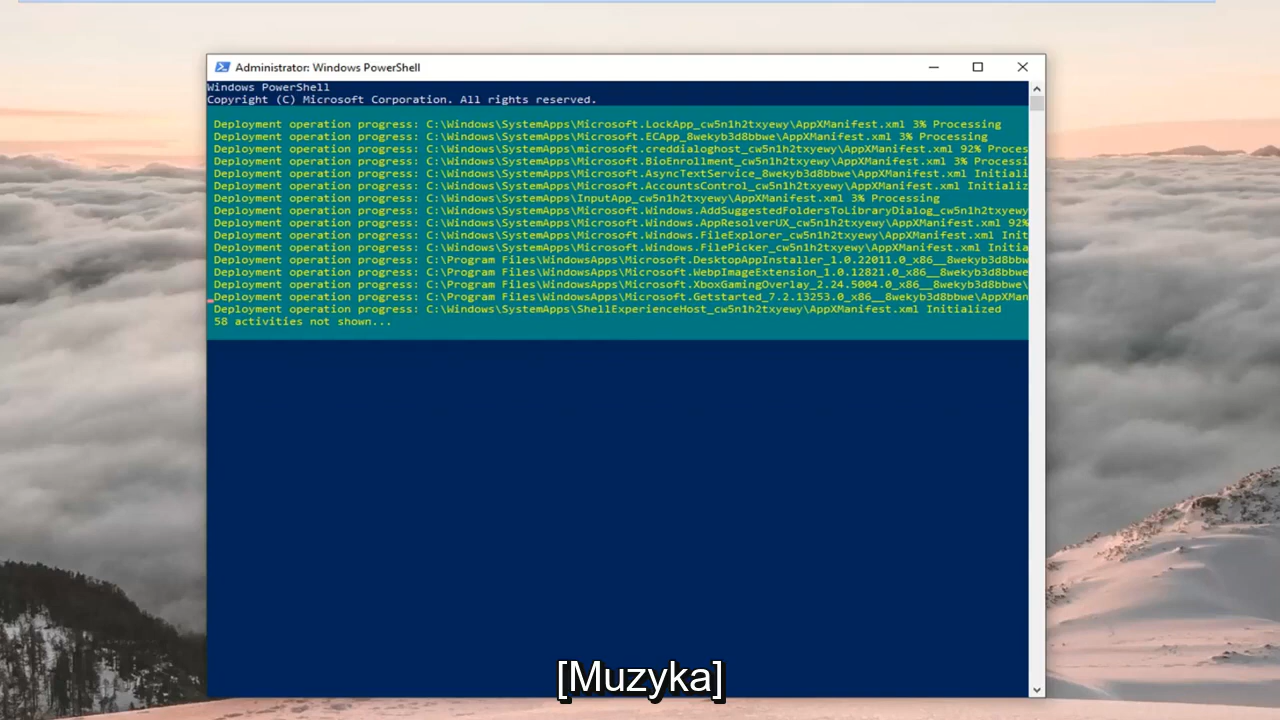 Administrator: Windows PowerShell
Windows PowerShell
Copyright (C) Microsoft Corporation. All rights reserved.
Deployment operation progress: C:\Windows\SystemApps\Microsoft.LockApp_cw5n1h2txyewy\AppXManifest.xml 3% Processing
Deployment operation progress: C:\Windows\SystemApps\Microsoft.ECApp_8wekyb3d8bbwe\AppXManifest.xml 3% Processing
Deployment operation progress: C:\Windows\SystemApps\microsoft.creddialoghost_cw5n1h2txyewy\AppXManifest.xml 92% Proces
Deployment operation progress: C:\Windows\SystemApps\Microsoft.BioEnrollment_cw5n1h2txyewy\AppXManifest.xml 3% Processi
Deployment operation progress: C:\Windows\SystemApps\Microsoft.AsyncTextService_8wekyb3d8bbwe\AppXManifest.xml Initiali
Deployment operation progress: C:\Windows\SystemApps\Microsoft.AccountsControl_cw5n1h2txyewy\AppXManifest.xml Initializ
Deployment operation progress: C:\Windows\SystemApps\InputApp_cw5n1h2txyewy\AppXManifest.xml 3% Processing
Deployment operation progress: C:\Windows\SystemApps\Microsoft.Windows.AddSuggestedFoldersToLibraryDialog_cw5n1h2txyewy
Deployment operation progress: C:\Windows\SystemApps\Microsoft.Windows.AppResolverUX_cw5n1h2txyewy\AppXManifest.xml 92%
Deployment operation progress: C:\Windows\SystemApps\Microsoft.Windows.FileExplorer_cw5n1h2txyewy\AppXManifest.xml Init
Deployment operation progress: C:\Windows\SystemApps\Microsoft.Windows.FilePicker_cw5n1h2txyewy\AppXManifest.xml Initia
Deployment operation progress: C:\Program Files\WindowsApps\Microsoft.DesktopAppInstaller_1.0.22011.0_x86__8wekyb3d8bbw
Deployment operation progress: C:\Program Files\WindowsApps\Microsoft.WebpImageExtension_1.0.12821.0_x86__8wekyb3d8bbwe
Deployment operation progress: C:\Program Files\WindowsApps\Microsoft.XboxGamingOverlay_2.24.5004.0_x86__8wekyb3d8bbwe\
Deployment operation progress: C:\Program Files\WindowsApps\Microsoft.Getstarted_7.2.13253.0_x86__8wekyb3d8bbwe\AppXMan
Deployment operation progress: C:\Windows\SystemApps\ShellExperienceHost_cw5n1h2txyewy\AppXManifest.xml Initialized
58 activities not shown...
[Muzyka]